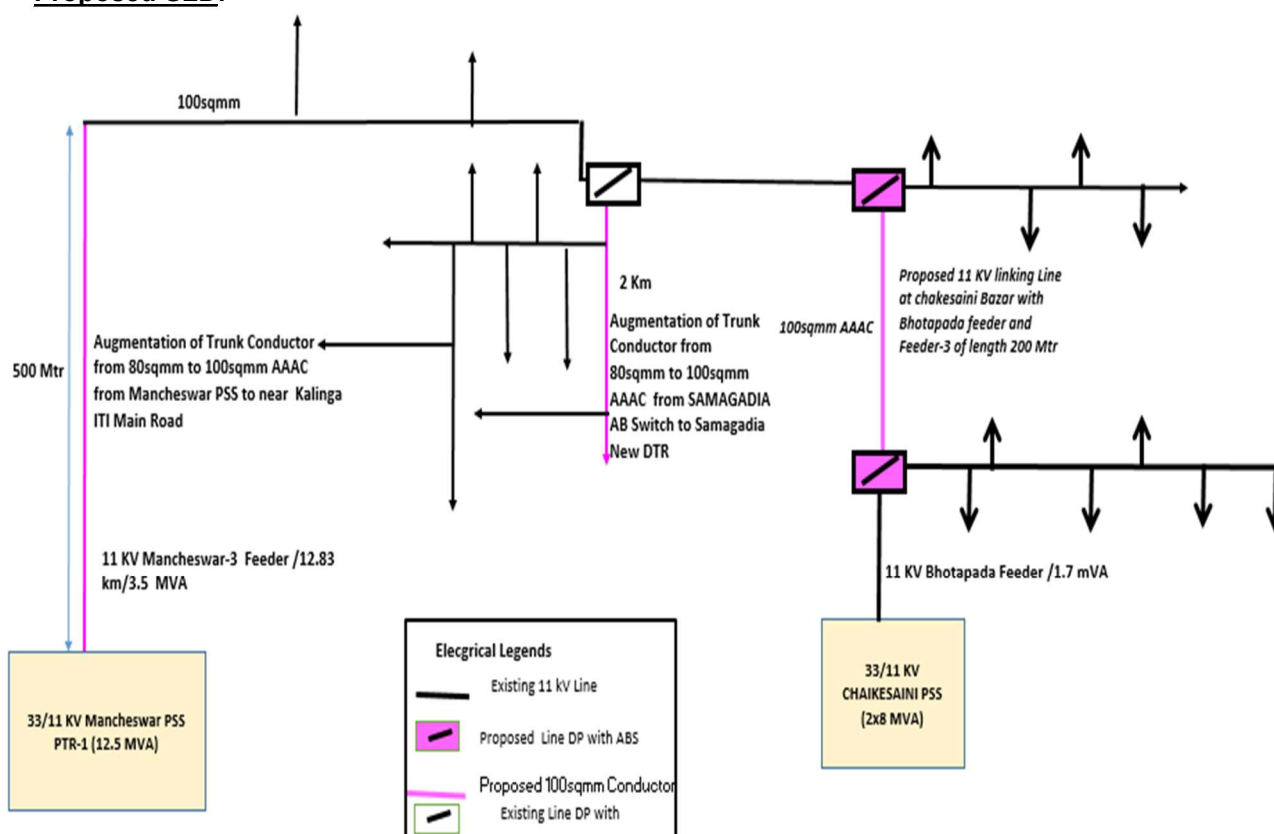 Proposed SLD:
100sqmm
500 Mtr
Augmentation of Trunk Conductor
from 80sqmm to 100sqmm AAAC
from Mancheswar PSS to near Kalinga
ITI Main Road
2 Km
Augmentation of Trunk
Conductor from
80sqmm to 100sqmm
AAAC from SAMAGADIA
AB Switch to Samagadia
New DTR
100sqmm AAAC
Proposed 11 KV linking Line
at chakesaini Bazar with
Bhotapada feeder and
Feeder-3 of length 200 Mtr
11 KV Mancheswar-3 Feeder /12.83
km/3.5 MVA
11 KV Bhotapada Feeder /1.7 mVA
33/11 KV Mancheswar PSS
PTR-1 (12.5 MVA)
Elecgrical Legends
Existing 11 kV Line
Proposed Line DP with ABS
Proposed 100sqmm Conductor
Existing Line DP with
33/11 KV
CHAIKESAINI PSS
(2x8 MVA)